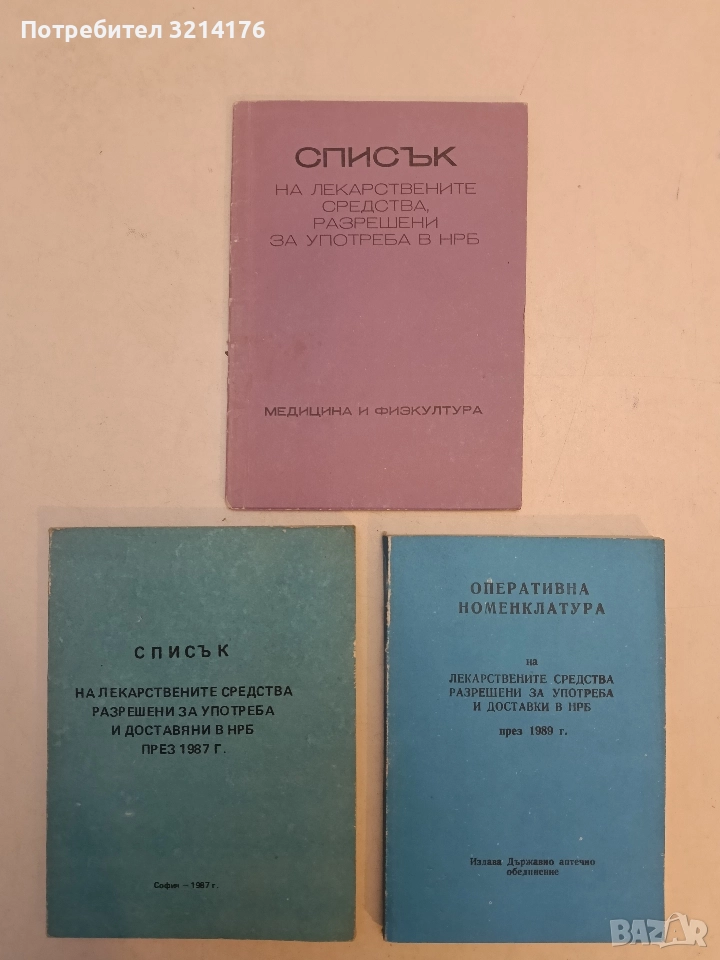 Потребител 3214176
СПИСЪК
НА ЛЕКАРСТВЕНИТЕ
СРЕДСТВА,
РАЗРЕШЕНИ
ЗА УПОТРЕБА В НРБ
МЕДИЦИНА И ФИЗКУЛТУРА
СПИСЪК
НА ЛЕКАРСТВЕНИТЕ СРЕДСТВА
РАЗРЕШЕНИ ЗА УПОТРЕБА
И ДОСТАВЯНИ В НРБ
ПРЕЗ 1987 Г.
София – 1987 г.
ОПЕРАТИВНА
НОМЕНКЛАТУРА
на
ЛЕКАРСТВЕНИТЕ СРЕДСТВА
РАЗРЕШЕНИ ЗА УПОТРЕБА
И ДОСТАВКИ В НРБ
през 1989 г.
Издава Държавно аптечно
обединение
BAZAR